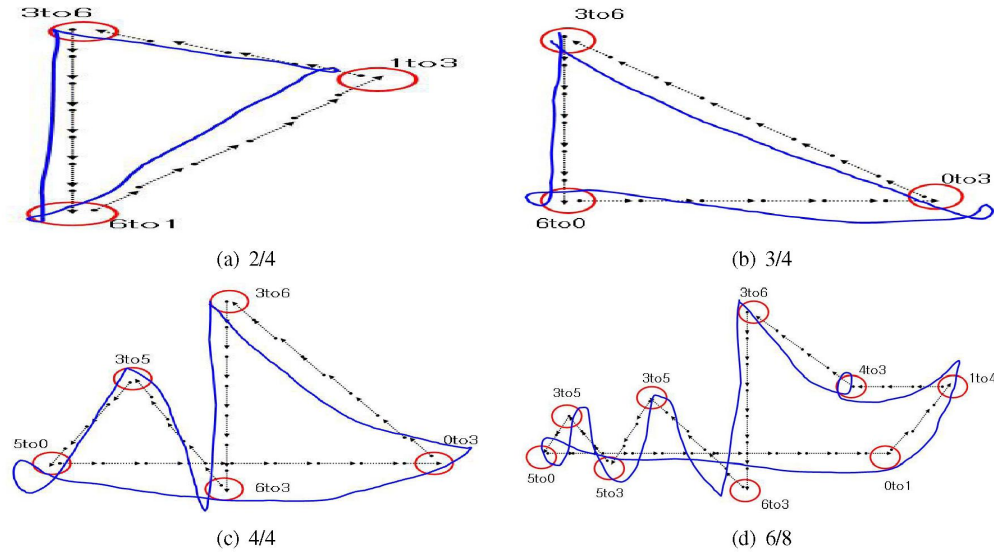 3to6
1to3
6to1
(a) 2/4
3to6
0to3
6to0
(b) 3/4
3to6
3to5
5to0
0to3
6to3
(c) 4/4
3to6
4to3
1to4
3to5
3to5
5to0
5to3
0to1
6to3
(d) 6/8